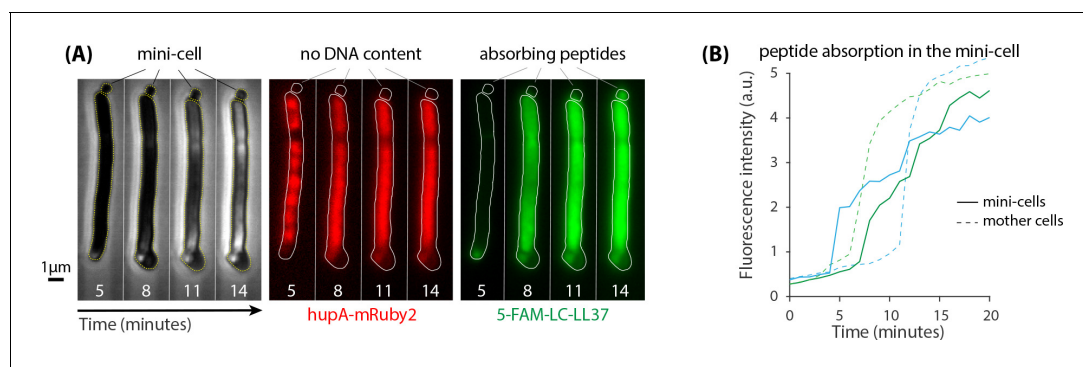 (A)
mini-cell
no DNA content
absorbing peptides
5 8 11 14
5 8 11 14
5 8 11 14
1μm
Time (minutes)
hupA-mRuby2
5-FAM-LC-LL37
(B)
peptide absorption in the mini-cell
Fluorescence intensity (a.u.)
5
4
3
2
1
0
0 5 10 15 20
Time (minutes)
mini-cells
mother cells